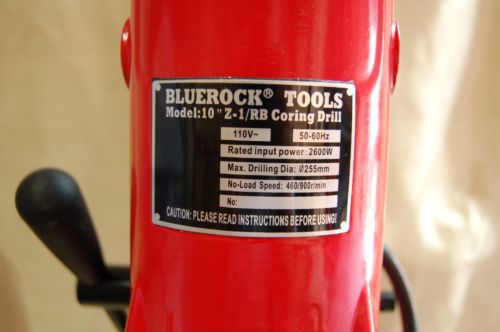 BLUEROCK® TOOLS
Model:10" Z-1/RB Coring Drill
110V~ 50-60Hz
Rated input power: 2600W
Max. Drilling Dia: Ø255mm
No-Load Speed: 460/900r/min
No:
CAUTION: PLEASE READ INSTRUCTIONS BEFORE USING!